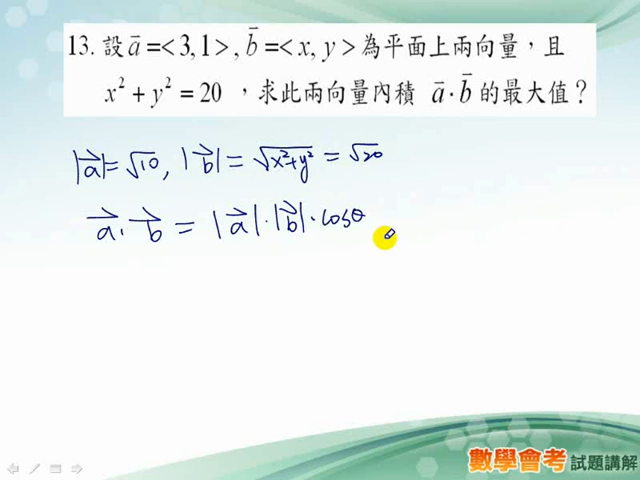 13. 設 a̅ =< 3, 1 > , b̅ =< x, y > 為平面上兩向量，且
x² + y² = 20 ，求此兩向量內積 a̅ · b̅ 的最大值？
|a⃗| = √10 , |b⃗| = √(x²+y²) = √20
a⃗ · b⃗ = |a⃗| · |b⃗| · cosθ
數學會考 試題講解